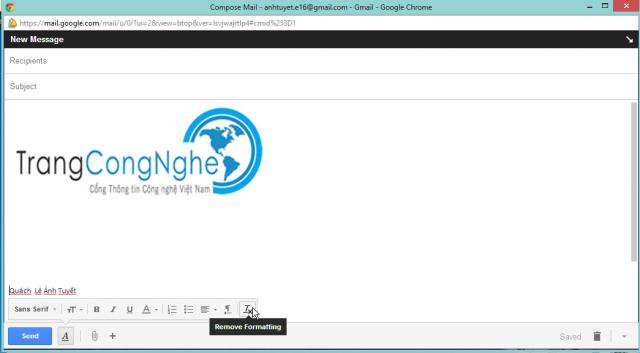 Compose Mail - anhtuyet.e16@gmail.com - Gmail - Google Chrome
https://mail.google.com/mail/u/0/?ui=2&view=btop&ver=lsvjwajrtlp4#cmid%233D1
New Message
Recipients
Subject
TrangCongNghe
Cổng Thông tin Công nghệ Việt Nam
Quách Lê Ánh Tuyết
Sans Serif
Remove Formatting
Send
Saved